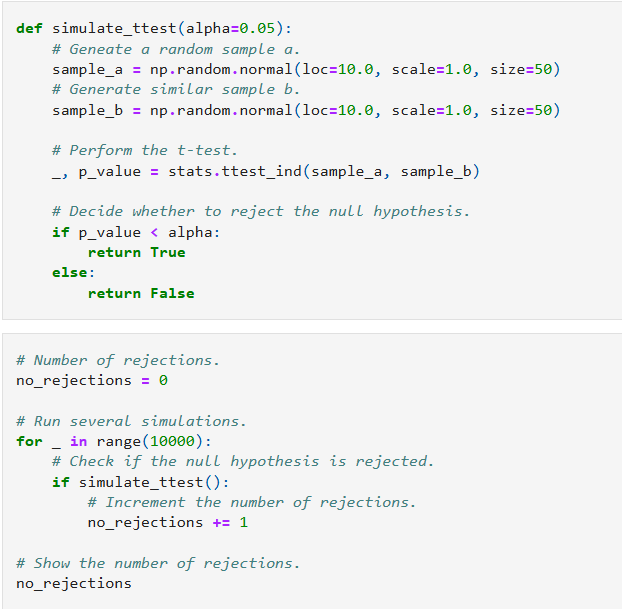 def simulate_ttest(alpha=0.05):
    # Geneate a random sample a.
    sample_a = np.random.normal(loc=10.0, scale=1.0, size=50)
    # Generate similar sample b.
    sample_b = np.random.normal(loc=10.0, scale=1.0, size=50)

    # Perform the t-test.
    _, p_value = stats.ttest_ind(sample_a, sample_b)

    # Decide whether to reject the null hypothesis.
    if p_value < alpha:
        return True
    else:
        return False

# Number of rejections.
no_rejections = 0

# Run several simulations.
for _ in range(10000):
    # Check if the null hypothesis is rejected.
    if simulate_ttest():
        # Increment the number of rejections.
        no_rejections += 1

# Show the number of rejections.
no_rejections